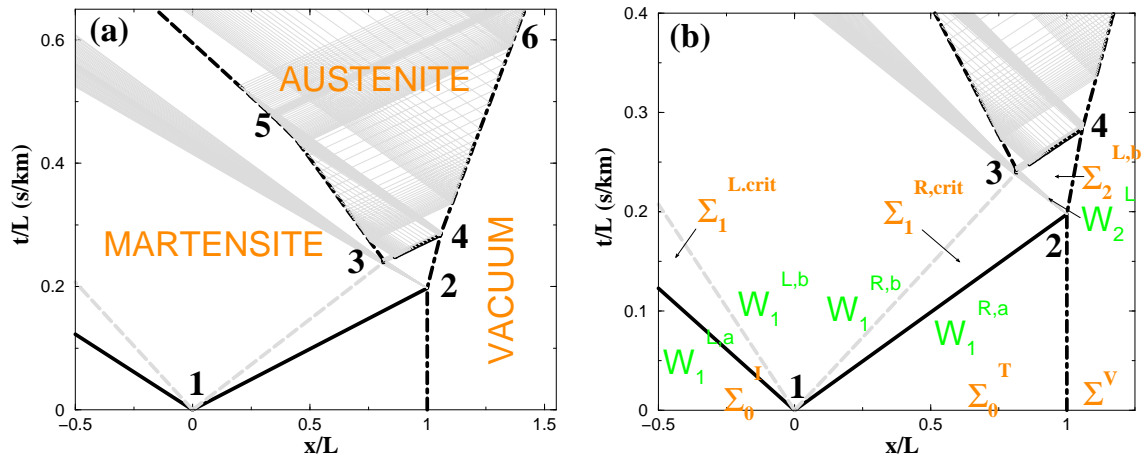 (a)
6
0.6
AUSTENITE
5
0.4
t/L (s/km)
MARTENSITE
3
4
VACUUM
2
0.2
1
0
−0.5
0
0.5
1
1.5
x/L
(b)
0.4
0.3
t/L (s/km)
4
3
Σ₂^L,b
Σ₁^L.crit
Σ₁^R,crit
0.2
W₂^L
2
W₁^L,b
W₁^R,b
0.1
W₁^L,a
W₁^R,a
1
Σ₀^I
Σ₀^T
Σ^V
0
−0.5
0
0.5
1
x/L